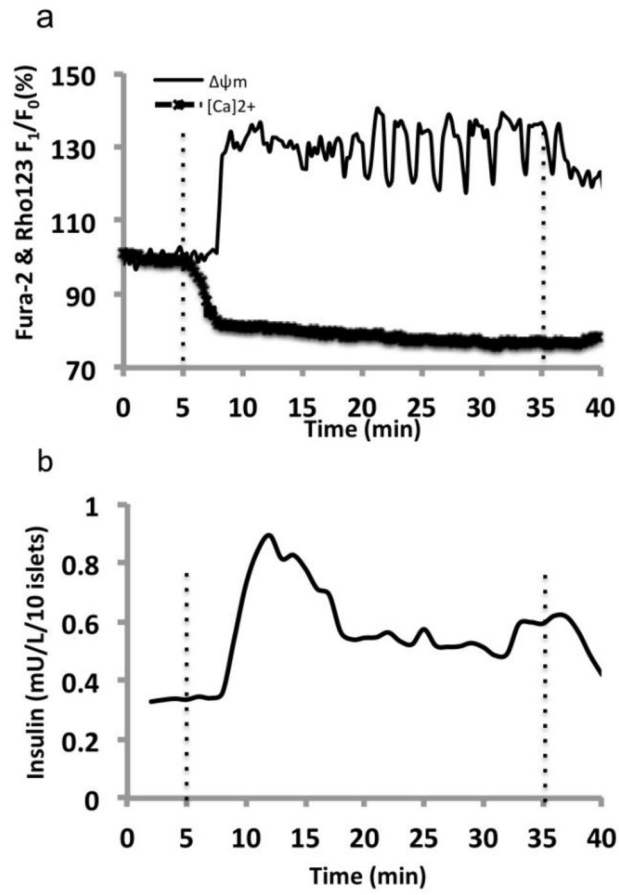 a
150
130
110
90
70
Fura-2 & Rho123 F₁/F₀(%)
Δψm
[Ca]2+
0 5 10 15 20 25 30 35 40
Time (min)
b
1
0.8
0.6
0.4
0.2
0
Insulin (mU/L/10 islets)
0 5 10 15 20 25 30 35 40
Time (min)